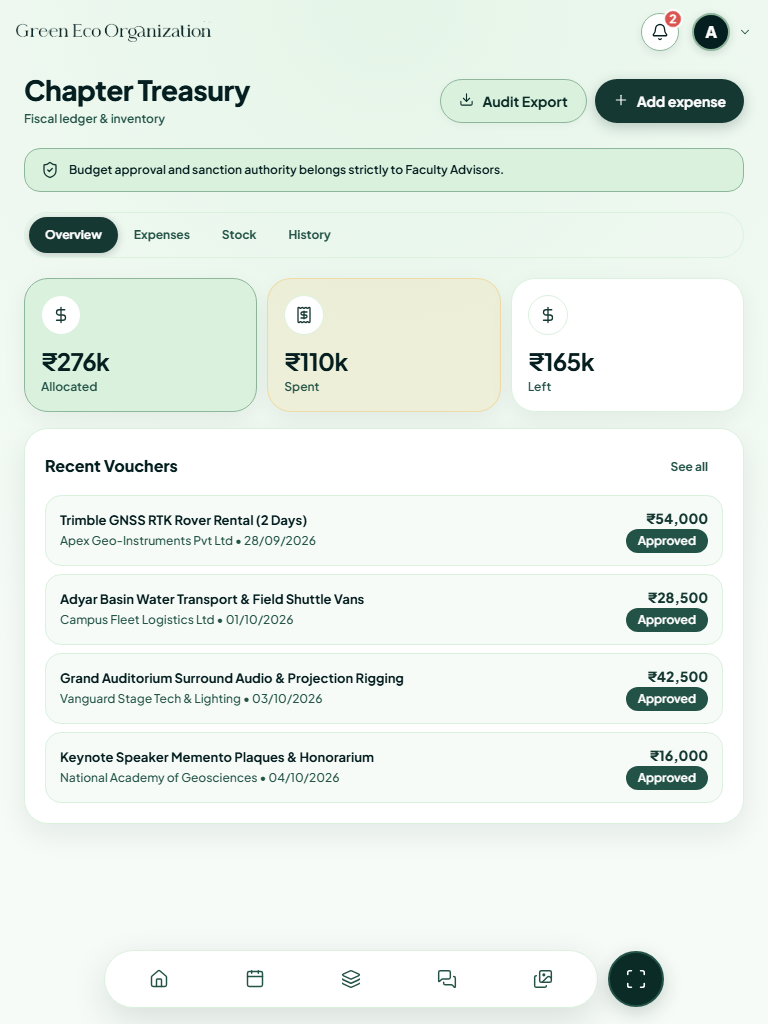 Green Eco Organization
2
A
Chapter Treasury
Fiscal ledger & inventory
Audit Export
Add expense
Budget approval and sanction authority belongs strictly to Faculty Advisors.
Overview
Expenses
Stock
History
₹276k
Allocated
₹110k
Spent
₹165k
Left
Recent Vouchers
See all
Trimble GNSS RTK Rover Rental (2 Days)
₹54,000
Apex Geo-Instruments Pvt Ltd • 28/09/2026
Approved
Adyar Basin Water Transport & Field Shuttle Vans
₹28,500
Campus Fleet Logistics Ltd • 01/10/2026
Approved
Grand Auditorium Surround Audio & Projection Rigging
₹42,500
Vanguard Stage Tech & Lighting • 03/10/2026
Approved
Keynote Speaker Memento Plaques & Honorarium
₹16,000
National Academy of Geosciences • 04/10/2026
Approved